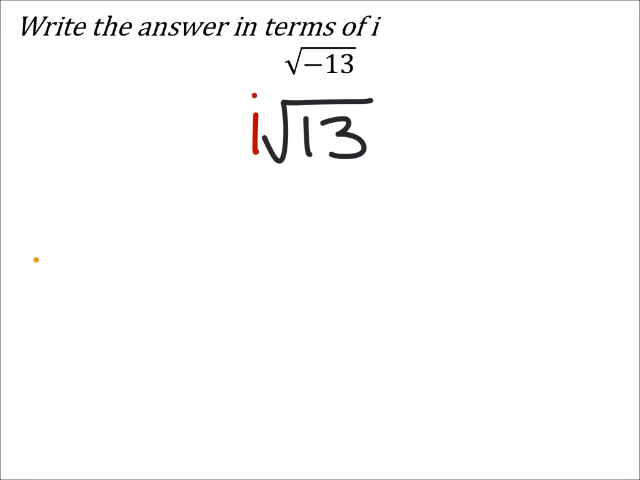 Write the answer in terms of i
√−13
i√13